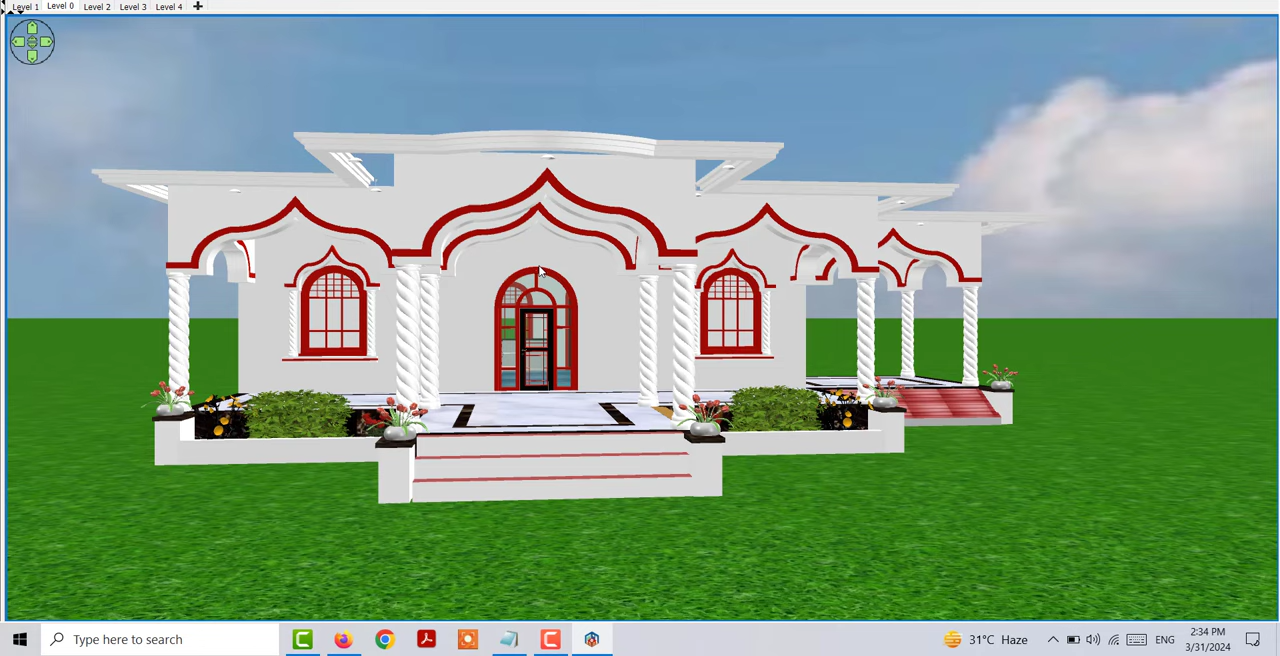 Level 1 Level 0 Level 2 Level 3 Level 4
Type here to search
31°C Haze
ENG
2:34 PM
3/31/2024